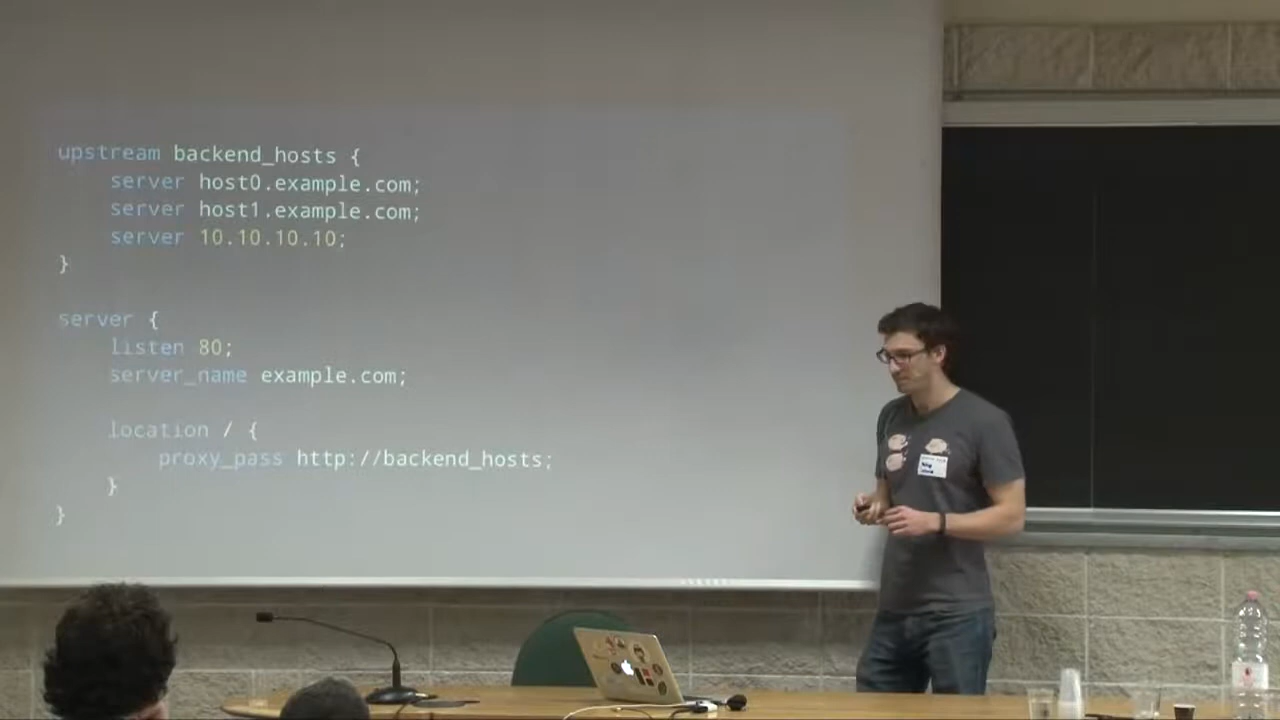 upstream backend_hosts {
server host0.example.com;
server host1.example.com;
server 10.10.10.10;
}
server {
listen 80;
server_name example.com;
location / {
proxy_pass http://backend_hosts;
}
}